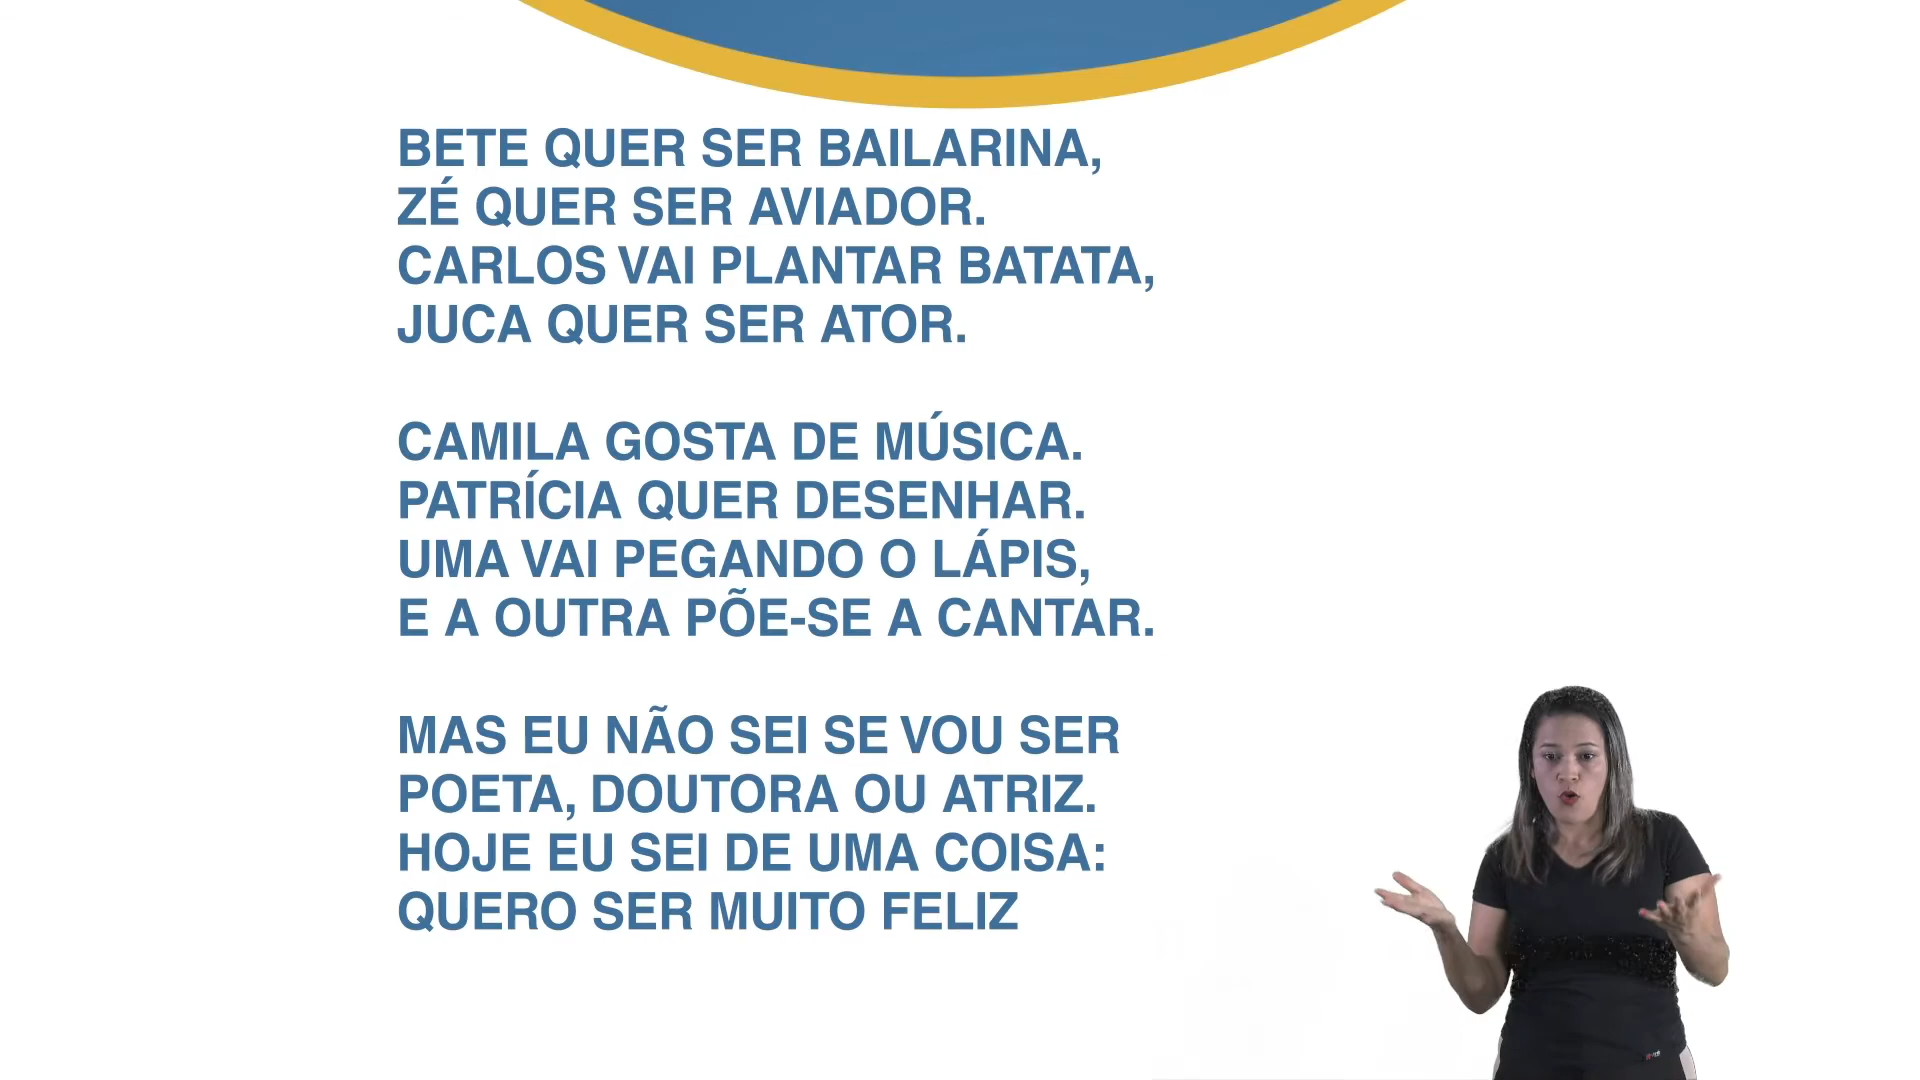 BETE QUER SER BAILARINA,
ZÉ QUER SER AVIADOR.
CARLOS VAI PLANTAR BATATA,
JUCA QUER SER ATOR.
CAMILA GOSTA DE MÚSICA.
PATRÍCIA QUER DESENHAR.
UMA VAI PEGANDO O LÁPIS,
E A OUTRA PÕE-SE A CANTAR.
MAS EU NÃO SEI SE VOU SER
POETA, DOUTORA OU ATRIZ.
HOJE EU SEI DE UMA COISA:
QUERO SER MUITO FELIZ